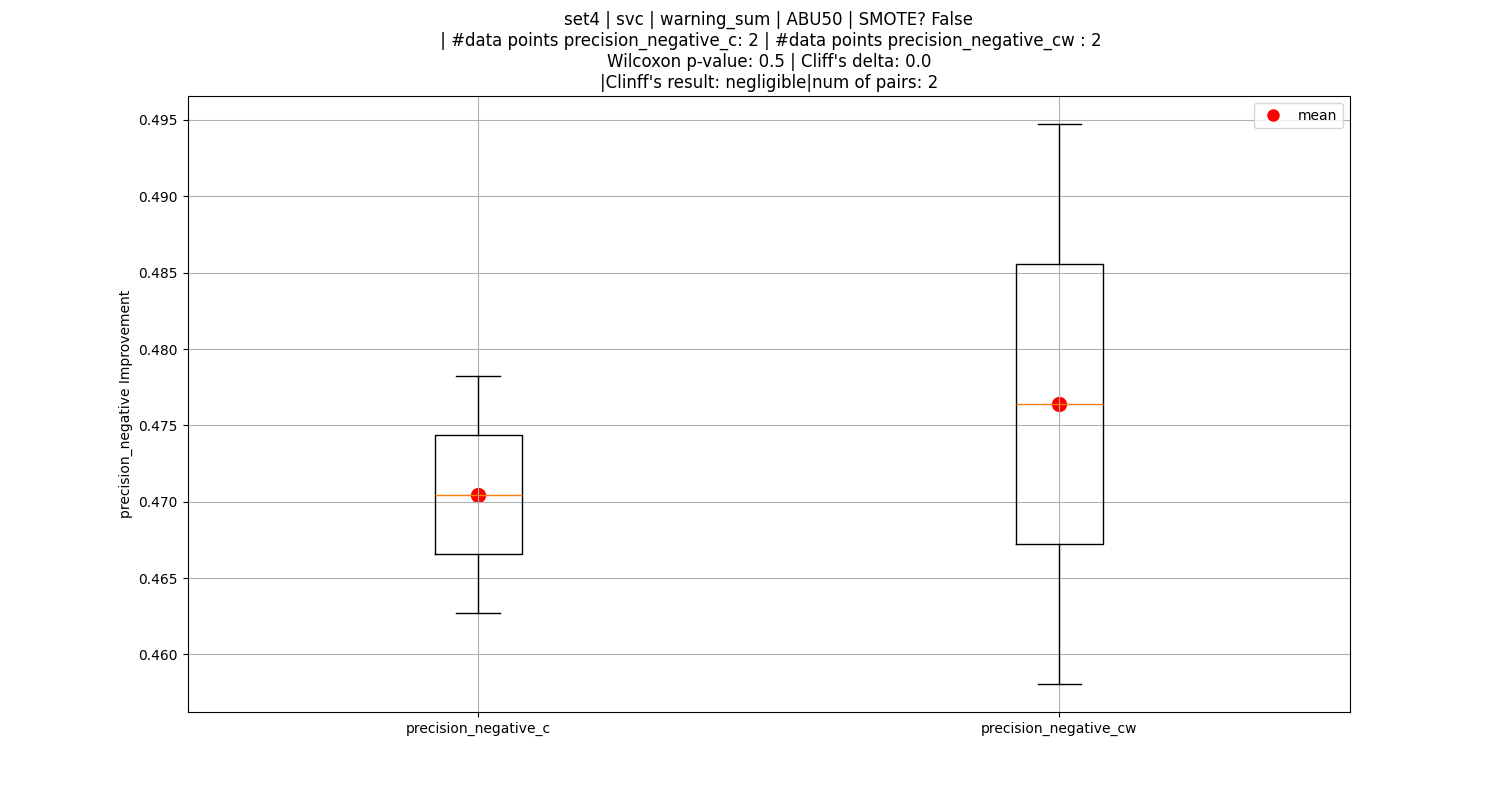 set4 | svc | warning_sum | ABU50 | SMOTE? False
| #data points precision_negative_c: 2 | #data points precision_negative_cw : 2
Wilcoxon p-value: 0.5 | Cliff's delta: 0.0
|Clinff's result: negligible|num of pairs: 2
mean
0.495
0.490
0.485
0.480
0.475
0.470
0.465
0.460
precision_negative Improvement
precision_negative_c
precision_negative_cw